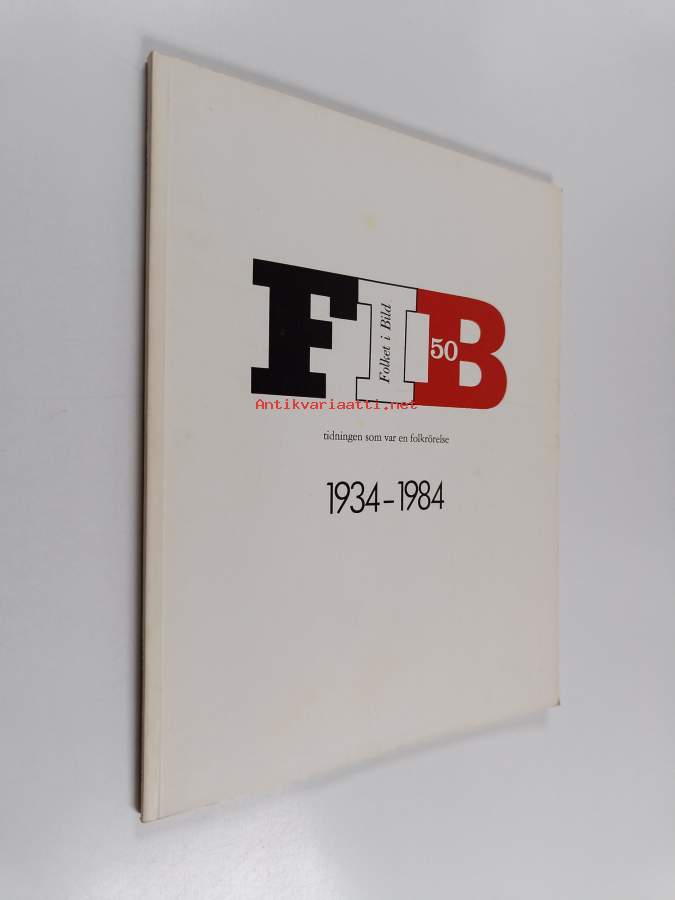 FIB
Folket i Bild
50
Antikvariaatti.net
tidningen som var en folkrörelse
1934–1984